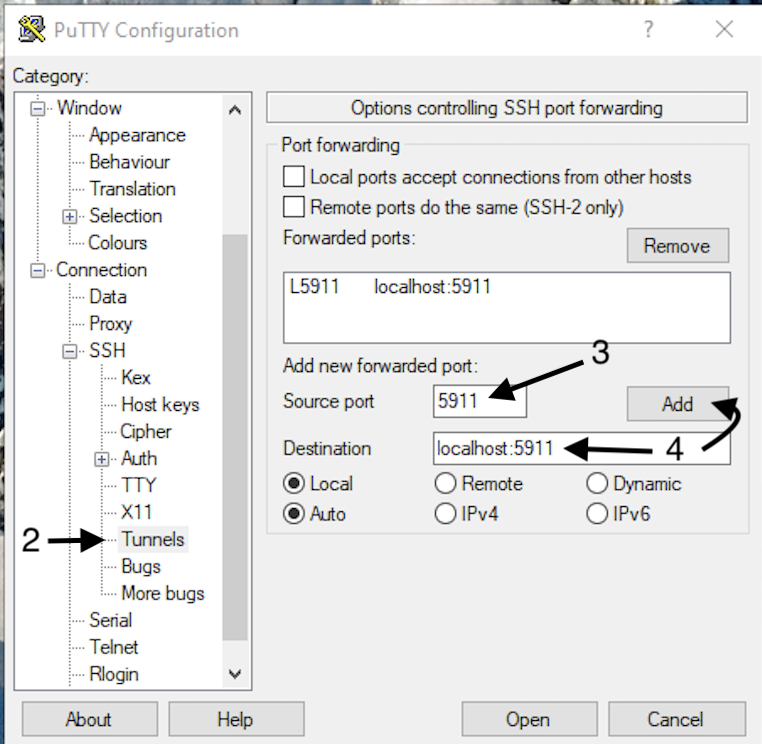 PuTTY Configuration ? ×
Category:
Window
Appearance
Behaviour
Translation
Selection
Colours
Connection
Data
Proxy
SSH
Kex
Host keys
Cipher
Auth
TTY
X11
2 Tunnels
Bugs
More bugs
Serial
Telnet
Rlogin
Options controlling SSH port forwarding
Port forwarding
Local ports accept connections from other hosts
Remote ports do the same (SSH-2 only)
Forwarded ports: Remove
L5911 localhost:5911
Add new forwarded port: 3
Source port 5911 Add
Destination localhost:5911 4
Local Remote Dynamic
Auto IPv4 IPv6
About Help Open Cancel